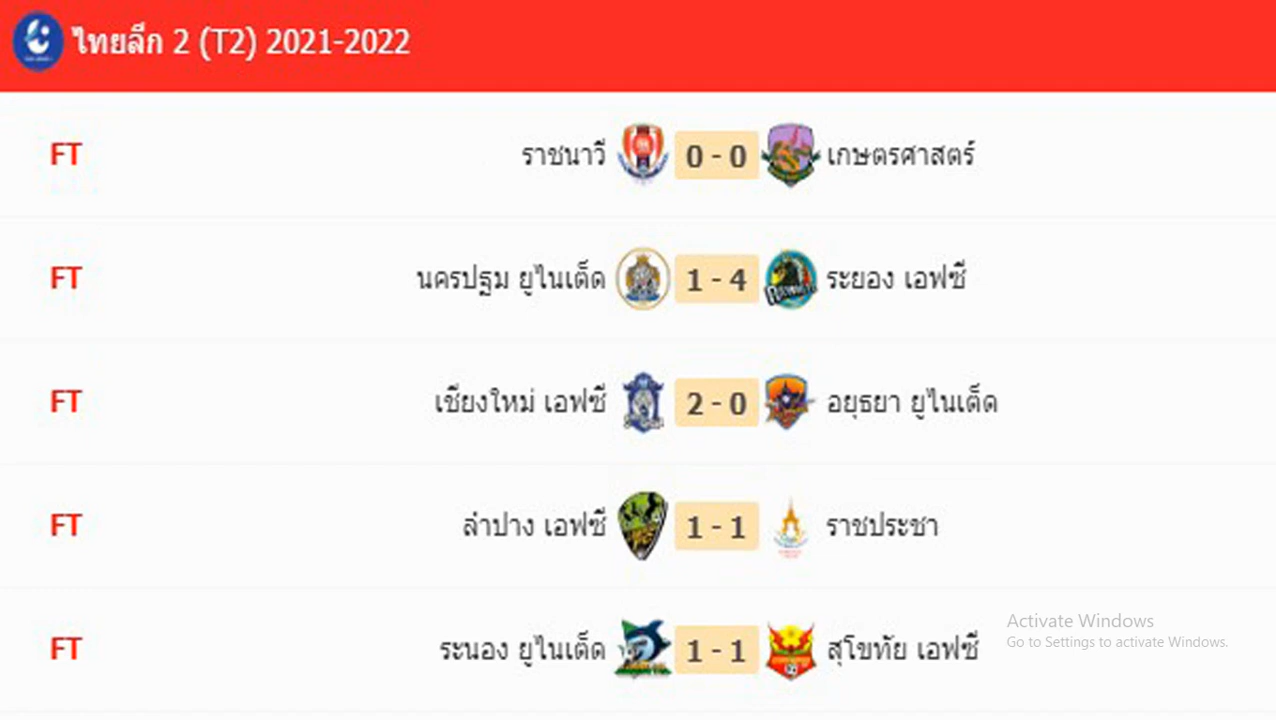 ไทยลีก 2 (T2) 2021-2022
FT ราชนาวี 0 - 0 เกษตรศาสตร์
FT นครปฐม ยูไนเต็ด 1 - 4 ระยอง เอฟซี
FT เชียงใหม่ เอฟซี 2 - 0 อยุธยา ยูไนเต็ด
FT ลำปาง เอฟซี 1 - 1 ราชประชา
Activate Windows
Go to Settings to activate Windows.
FT ระนอง ยูไนเต็ด 1 - 1 สุโขทัย เอฟซี